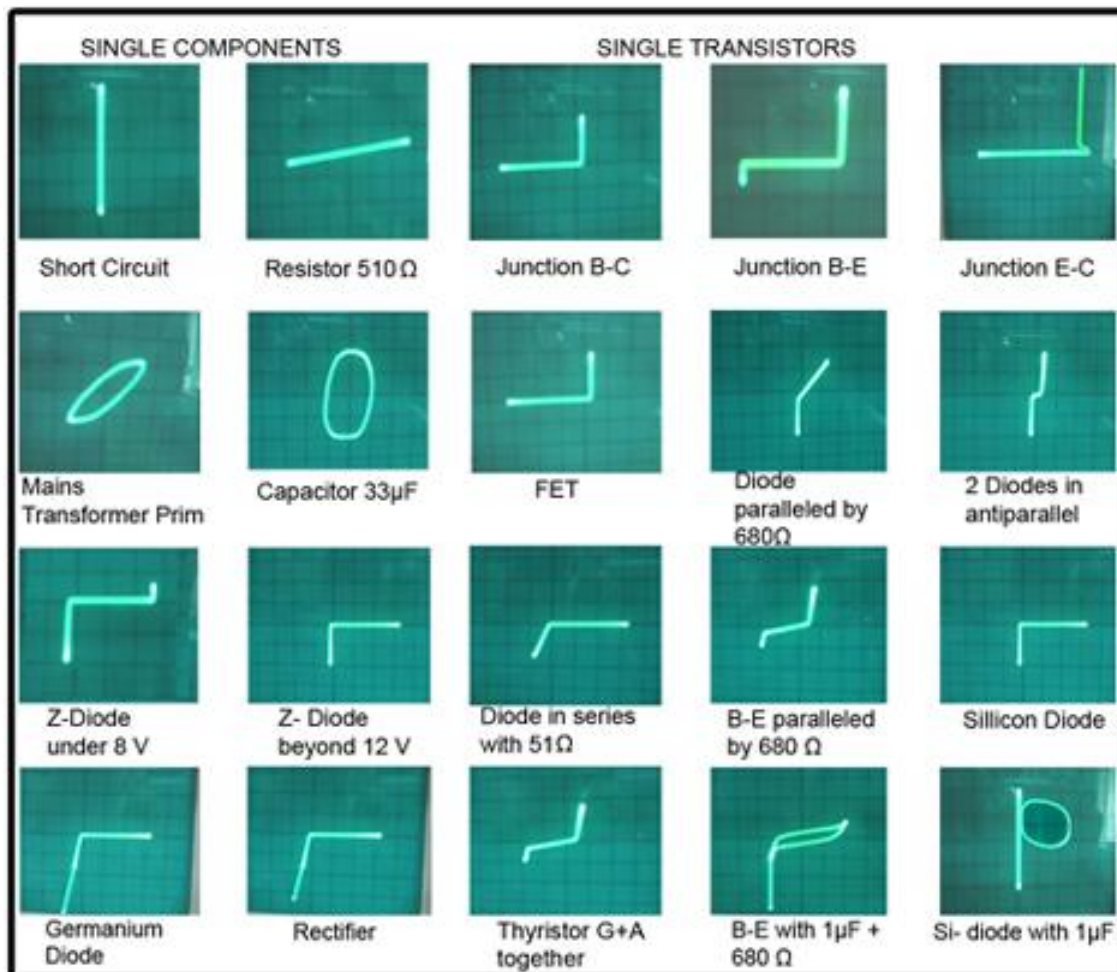 SINGLE COMPONENTS
SINGLE TRANSISTORS
Short Circuit
Resistor 510Ω
Junction B-C
Junction B-E
Junction E-C
Mains
Transformer Prim
Capacitor 33µF
FET
Diode
paralleled by
680Ω
2 Diodes in
antiparallel
Z-Diode
under 8 V
Z- Diode
beyond 12 V
Diode in series
with 51Ω
B-E paralleled
by 680 Ω
Sillicon Diode
Germanium
Diode
Rectifier
Thyristor G+A
together
B-E with 1µF +
680 Ω
Si- diode with 1µF